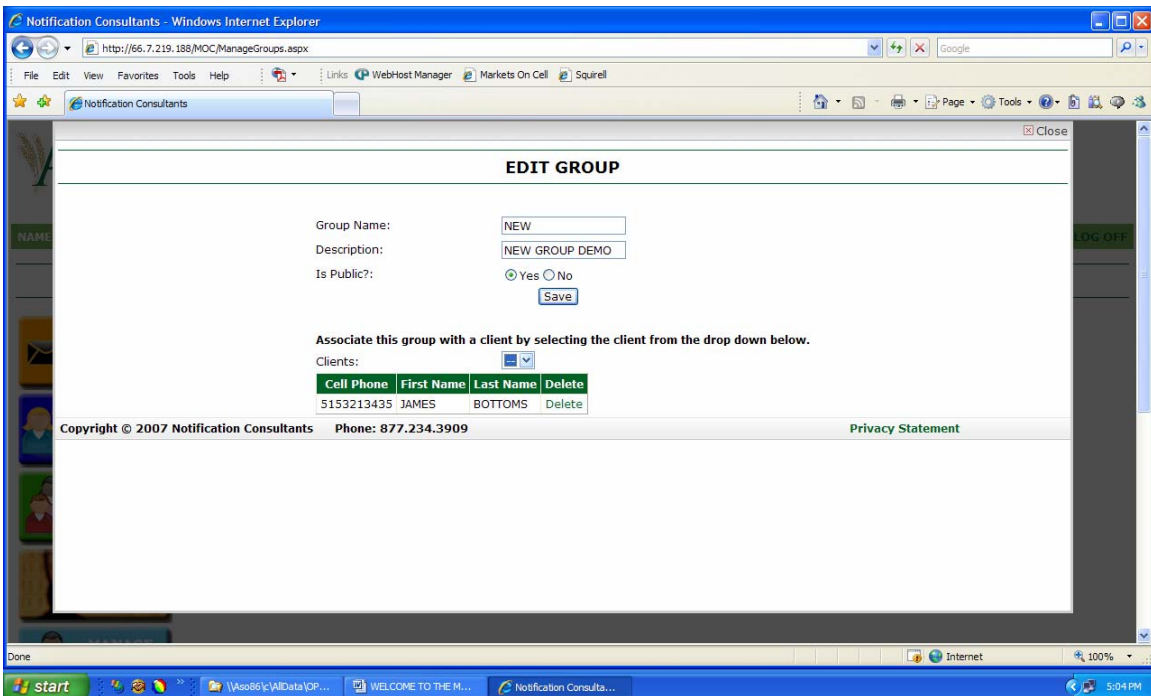 Notification Consultants - Windows Internet Explorer
http://66.7.219.188/MOC/ManageGroups.aspx
Google
File Edit View Favorites Tools Help
Links WebHost Manager Markets On Cell Squirell
Notification Consultants
Page Tools
Close
EDIT GROUP
Group Name: NEW
NAME
LOG OFF
Description: NEW GROUP DEMO
Is Public?: Yes No
Save
Associate this group with a client by selecting the client from the drop down below.
Clients: --
Cell Phone First Name Last Name Delete
5153213435 JAMES BOTTOMS Delete
Copyright © 2007 Notification Consultants Phone: 877.234.3909 Privacy Statement
MANAGE
Done Internet 100%
start \\Aso86\c\AllData\OP... WELCOME TO THE M... Notification Consulta... 5:04 PM